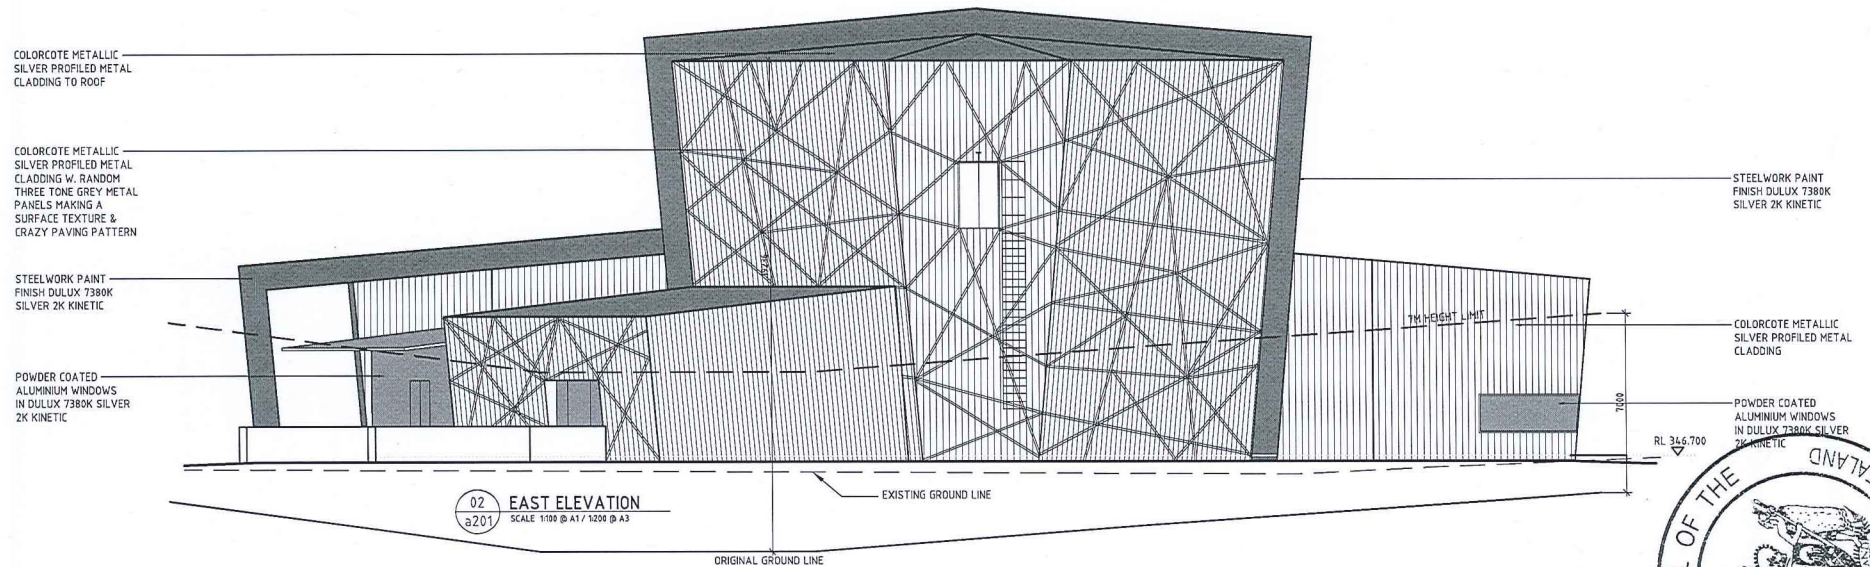 COLORCOTE METALLIC
SILVER PROFILED METAL
CLADDING TO ROOF
COLORCOTE METALLIC
SILVER PROFILED METAL
CLADDING W. RANDOM
THREE TONE GREY METAL
PANELS MAKING A
SURFACE TEXTURE &
CRAZY PAVING PATTERN
STEELWORK PAINT
FINISH DULUX 7380K
SILVER 2K KINETIC
POWDER COATED
ALUMINIUM WINDOWS
IN DULUX 7380K SILVER
2K KINETIC
7M HEIGHT LIMIT
STEELWORK PAINT
FINISH DULUX 7380K
SILVER 2K KINETIC
COLORCOTE METALLIC
SILVER PROFILED METAL
CLADDING
7000
POWDER COATED
ALUMINIUM WINDOWS
IN DULUX 7380K SILVER
2K KINETIC
RL 346.700
EXISTING GROUND LINE
02
a201
EAST ELEVATION
SCALE 1:100 @ A1 / 1:200 @ A3
ORIGINAL GROUND LINE
OF THE